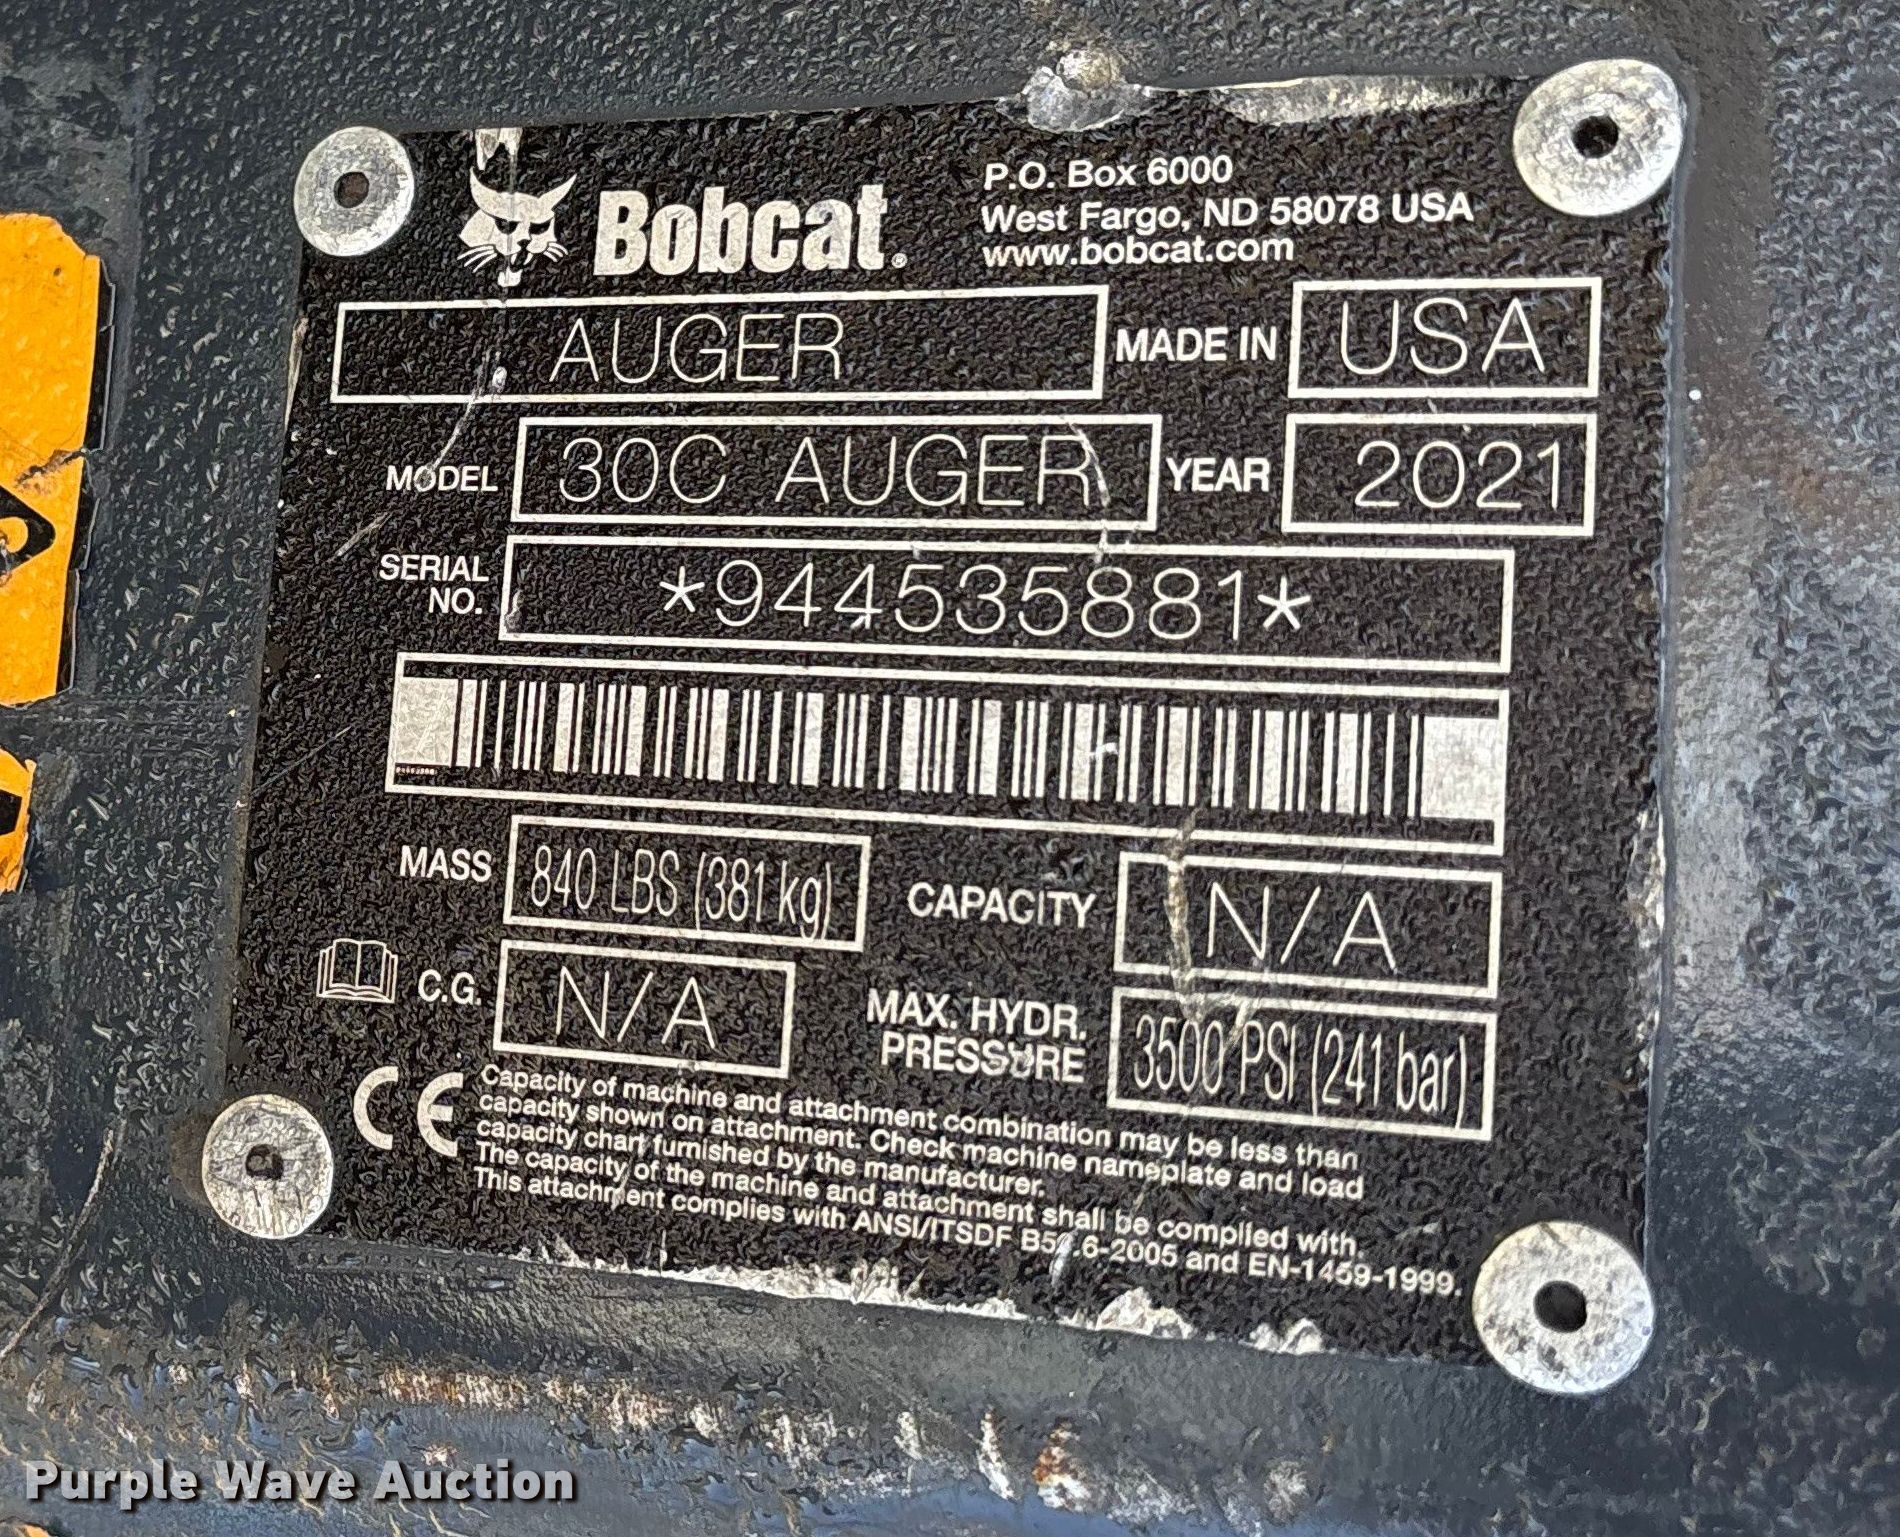 Bobcat®
P.O. Box 6000
West Fargo, ND 58078 USA
www.bobcat.com
AUGER MADE IN USA
MODEL 30C AUGER YEAR 2021
SERIAL NO. *944535881*
MASS 840 LBS (381 kg) CAPACITY N/A
C.G. N/A MAX. HYDR. PRESSURE 3500 PSI (241 bar)
CE
Capacity of machine and attachment combination may be less than
capacity shown on attachment. Check machine nameplate and load
capacity chart furnished by the manufacturer.
The capacity of the machine and attachment shall be complied with.
This attachment complies with ANSI/ITSDF B56.6-2005 and EN-1459-1999.
Purple Wave Auction